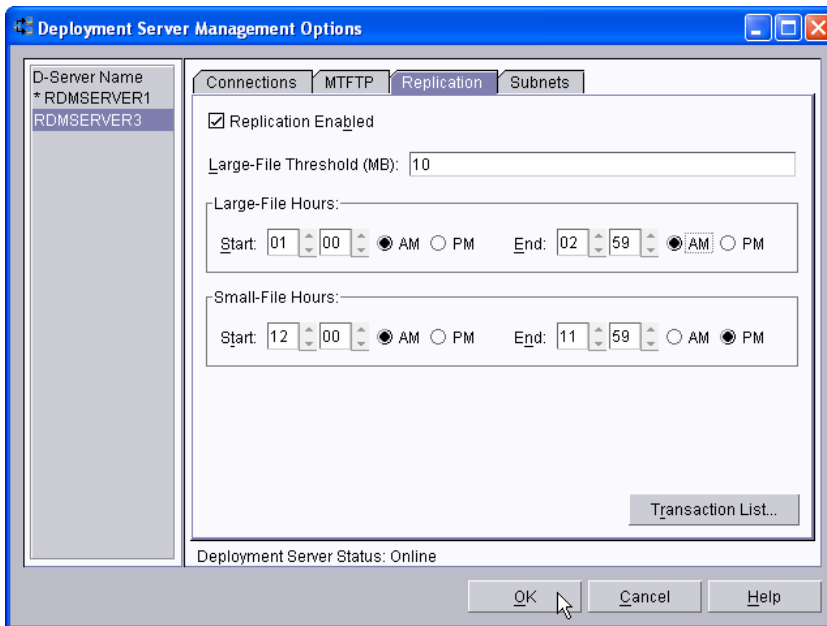 Deployment Server Management Options
D-Server Name
* RDMSERVER1
RDMSERVER3
Connections MTFTP Replication Subnets
Replication Enabled
Large-File Threshold (MB): 10
Large-File Hours:
Start: 01 00 AM PM End: 02 59 AM PM
Small-File Hours:
Start: 12 00 AM PM End: 11 59 AM PM
Transaction List...
Deployment Server Status: Online
OK Cancel Help